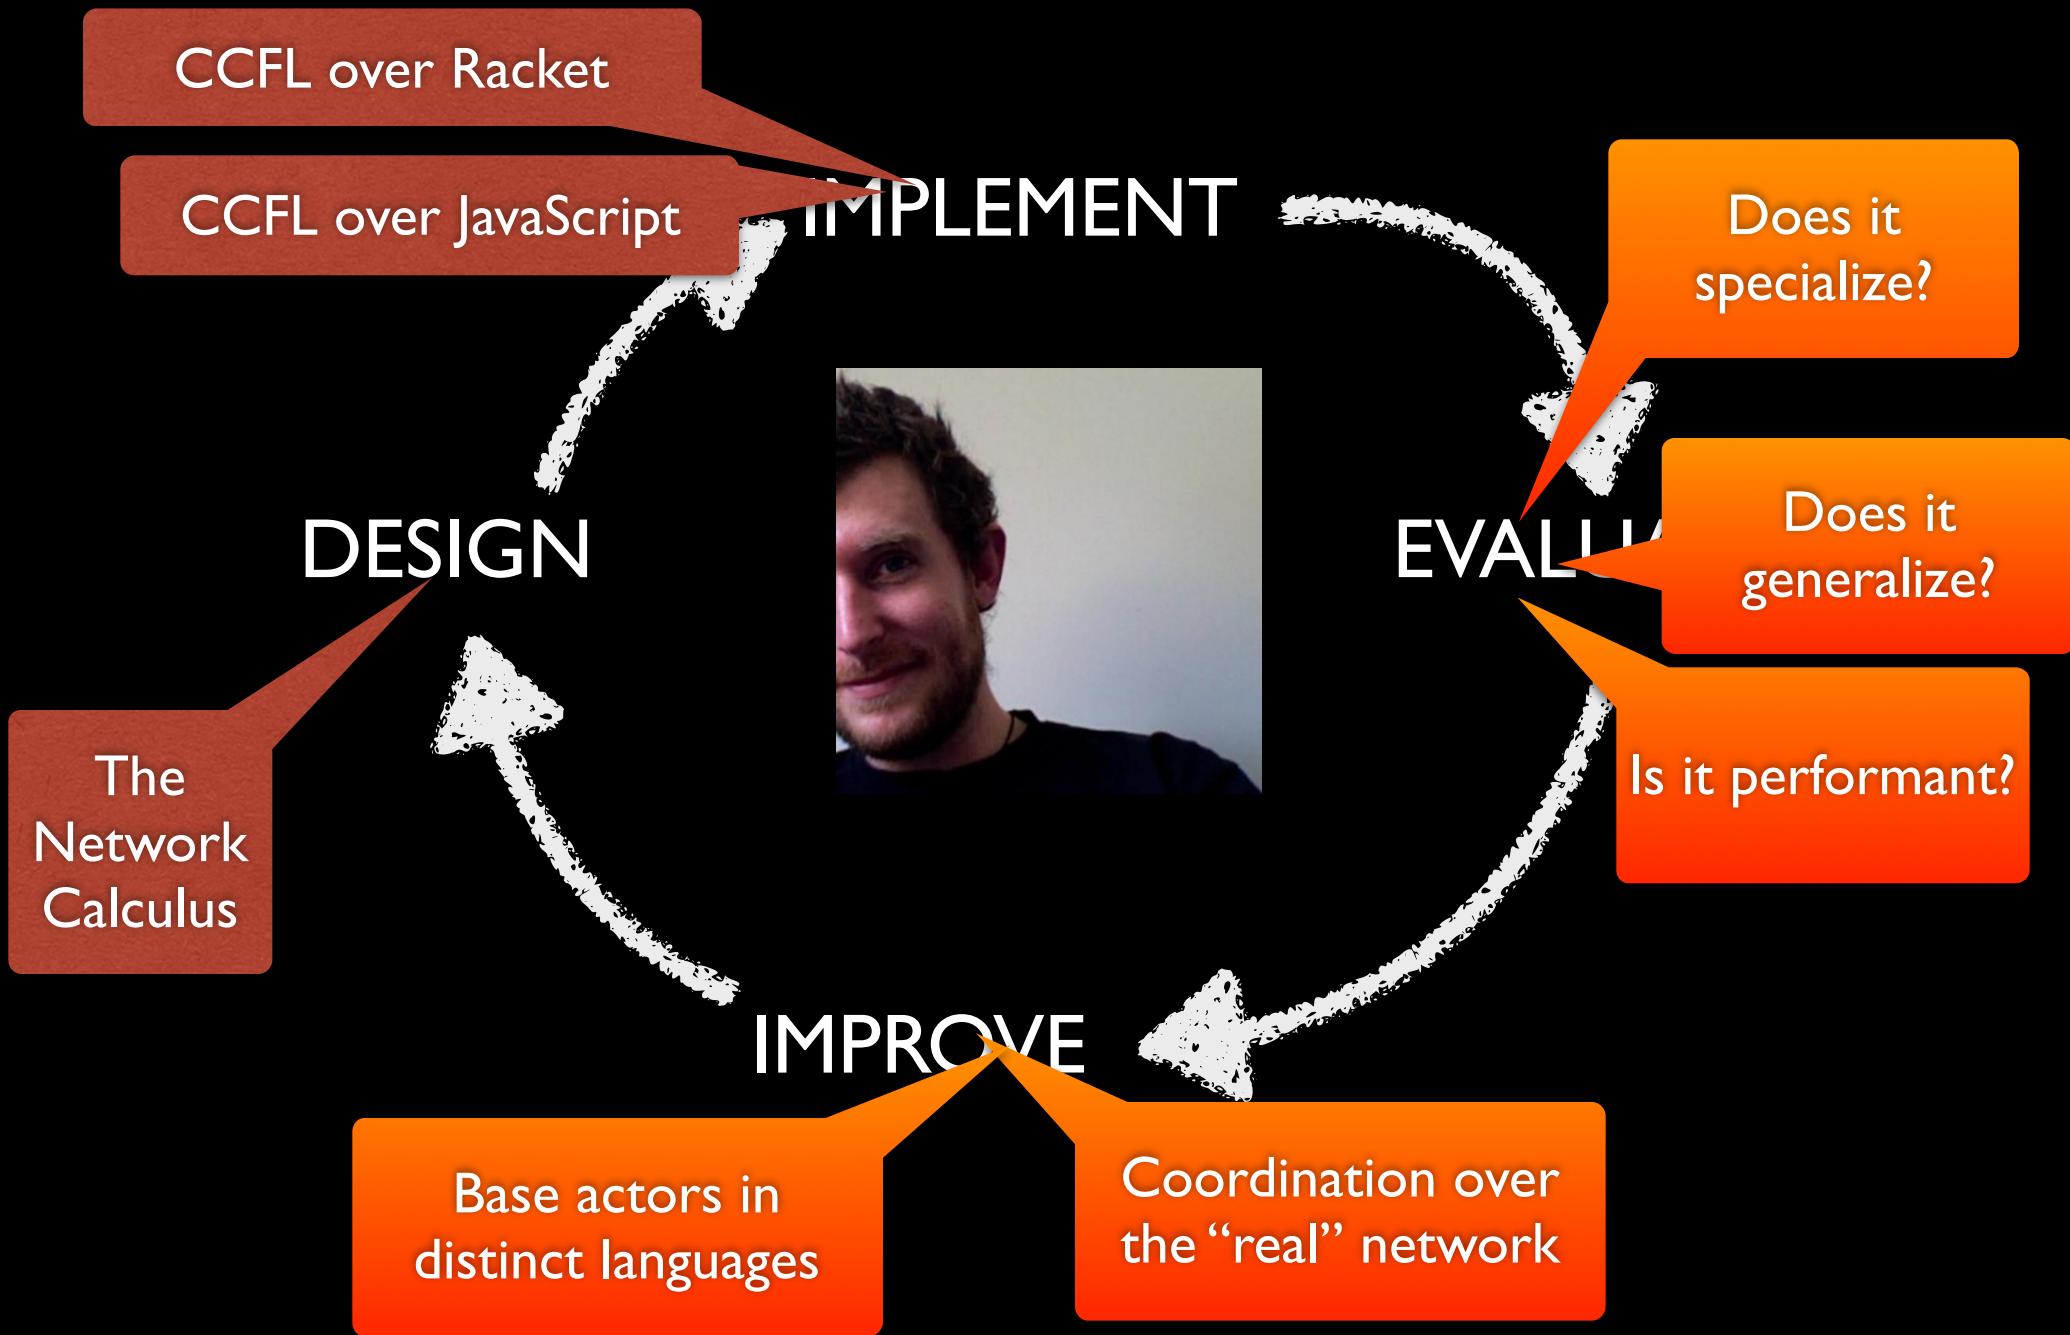 CCFL over Racket
CCFL over JavaScript
IMPLEMENT
Does it
specialize?
DESIGN
EVALUA
Does it
generalize?
The
Network
Calculus
Is it performant?
IMPROVE
Base actors in
distinct languages
Coordination over
the “real” network